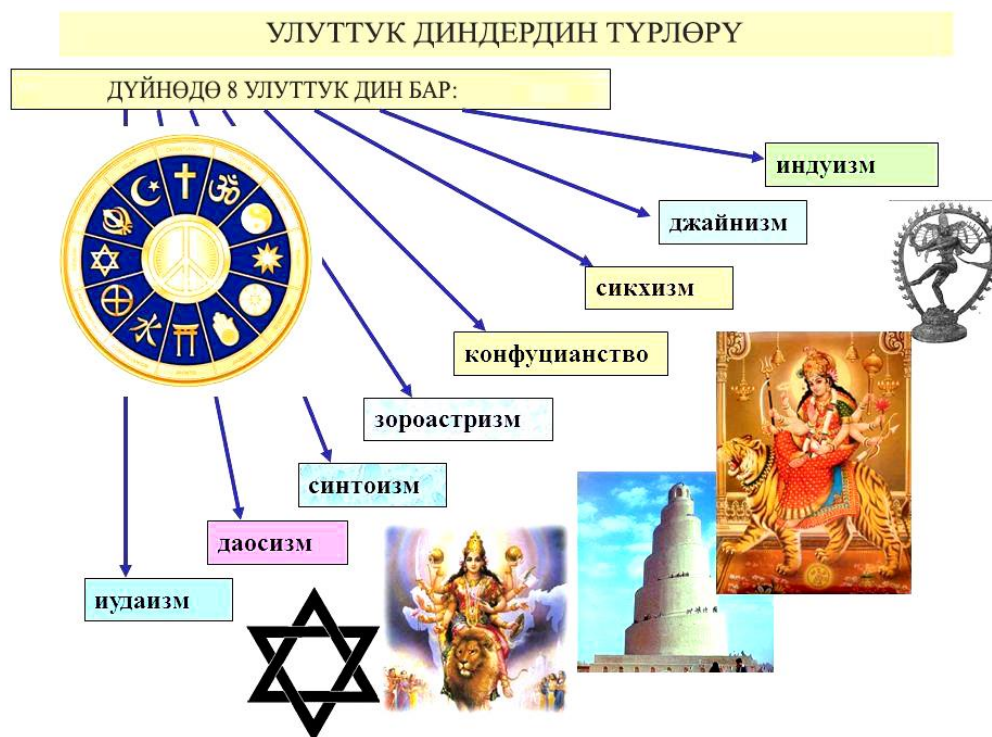 УЛУТТУК ДИНДЕРДИН ТҮРЛӨРҮ
ДҮЙНӨДӨ 8 УЛУТТУК ДИН БАР:
индуизм
джайнизм
сикхизм
конфуцианство
зороастризм
синтоизм
даосизм
иудаизм